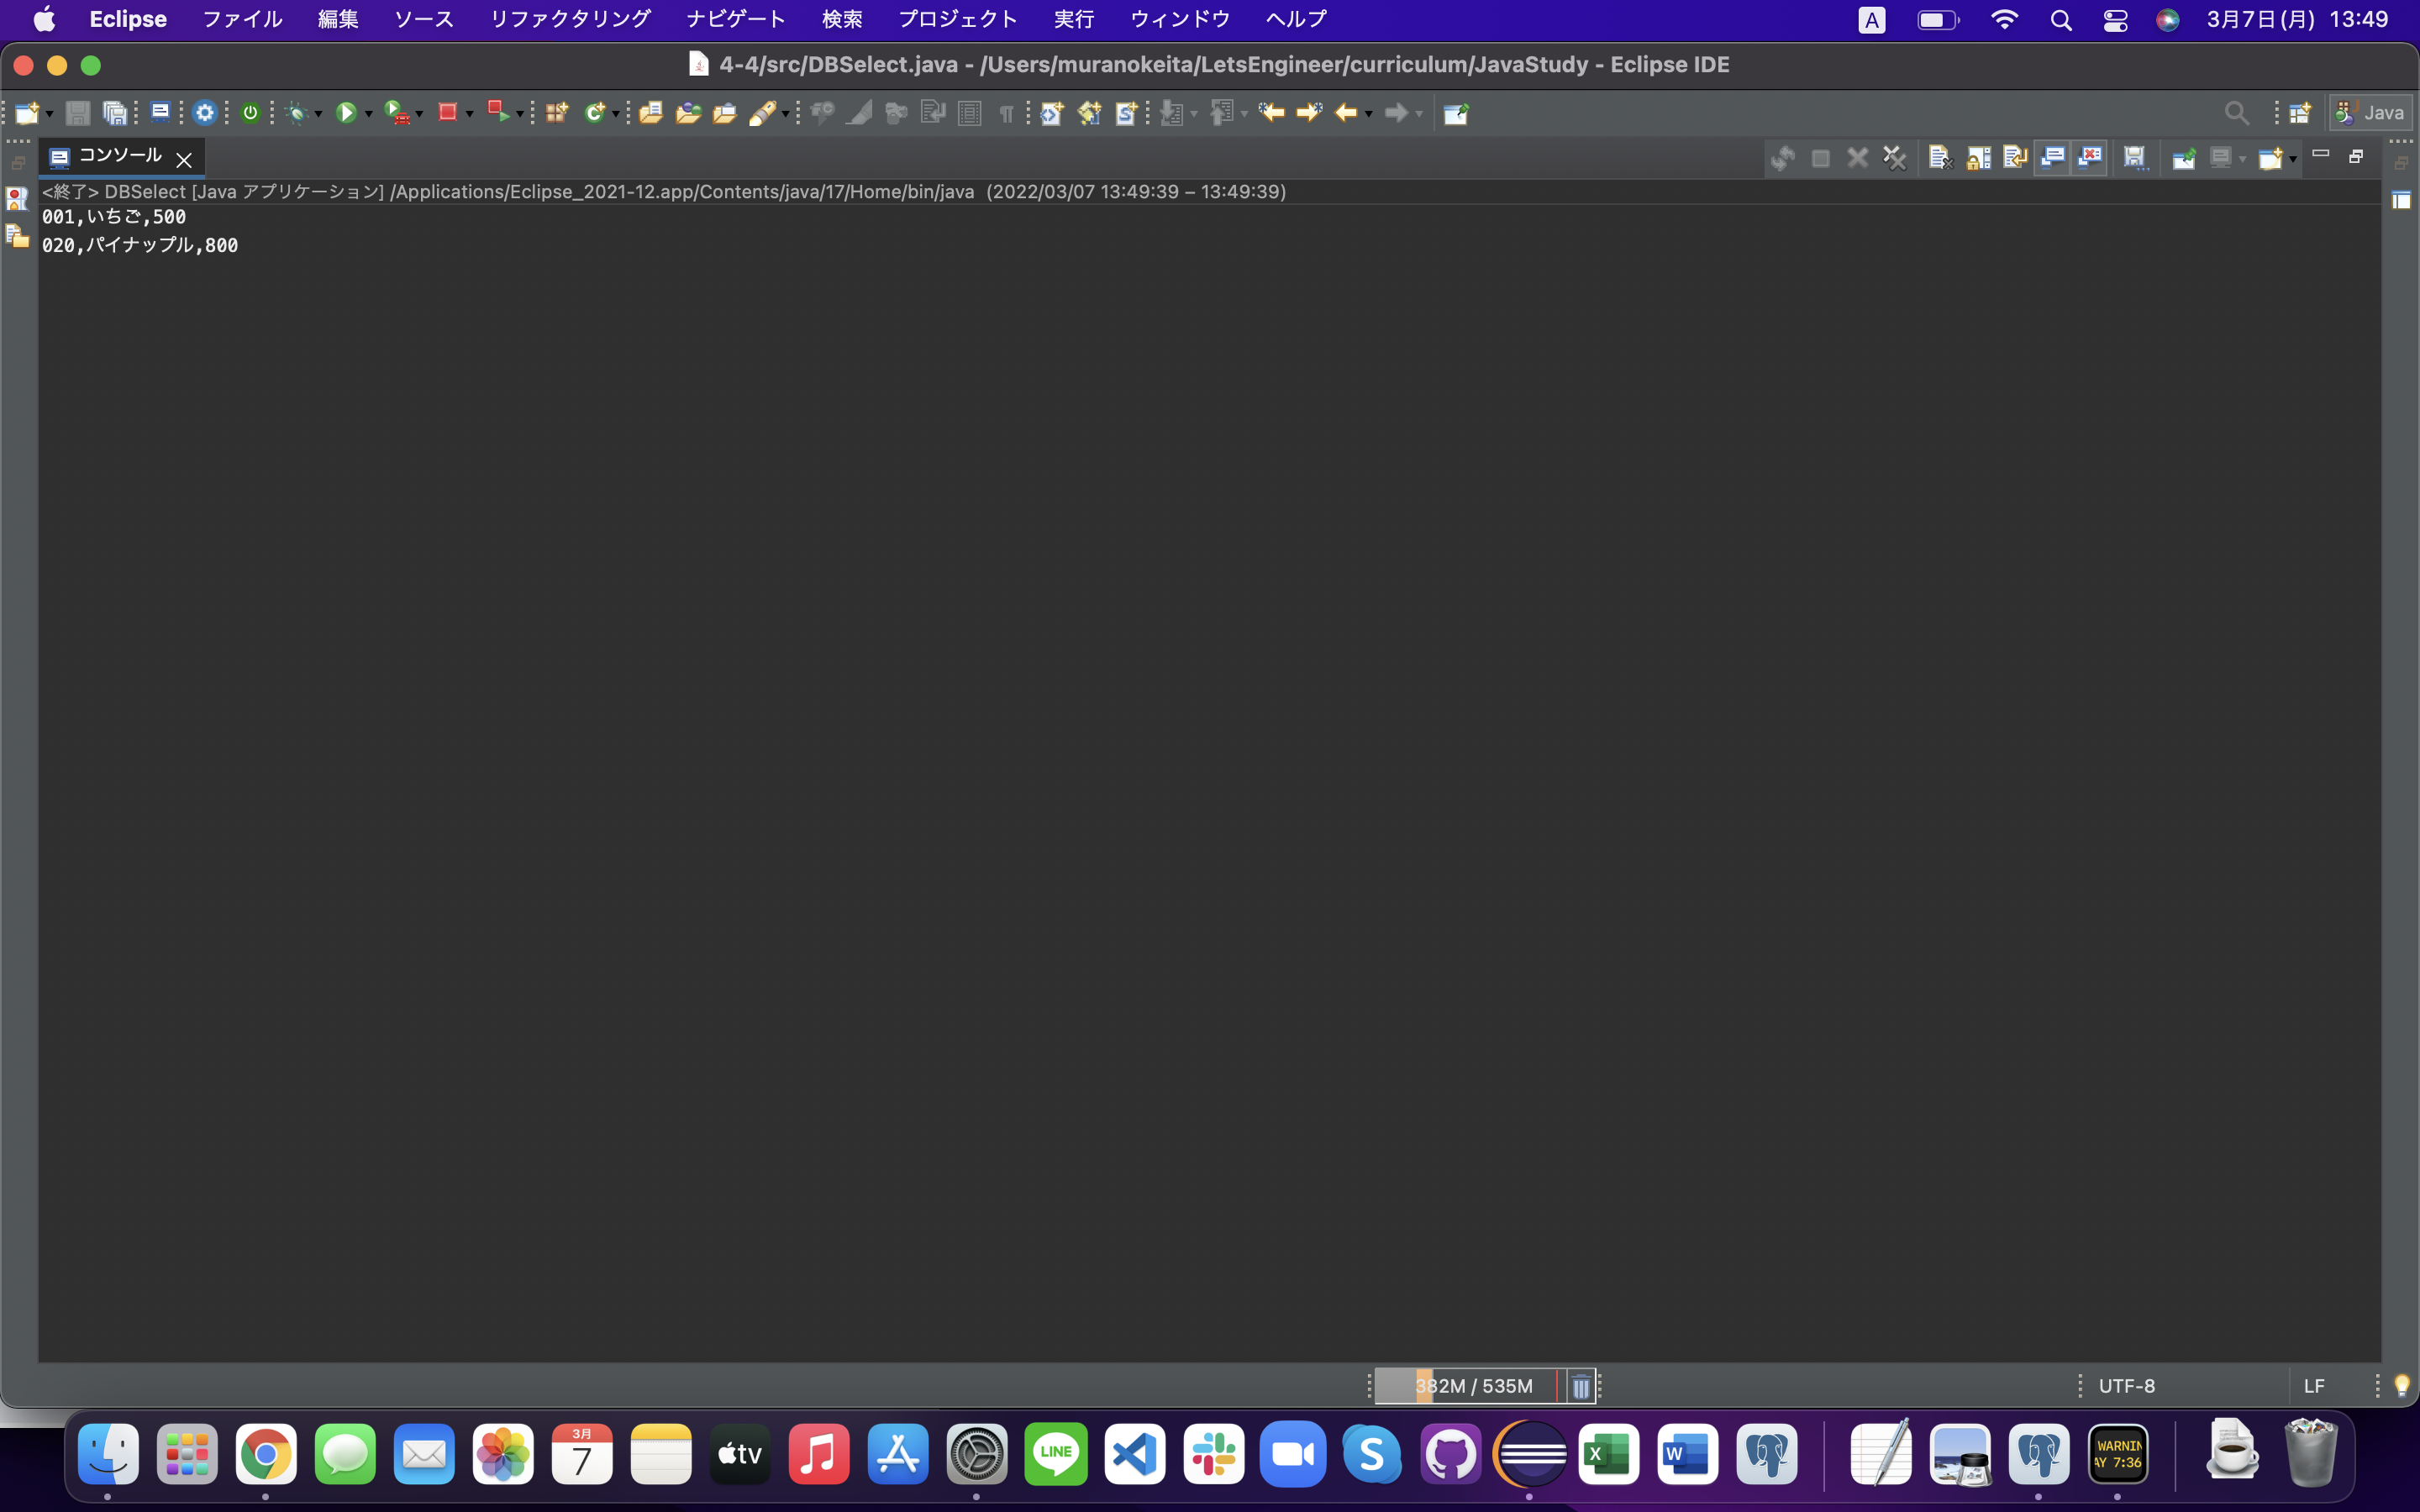 Eclipse ファイル 編集 ソース リファクタリング ナビゲート 検索 プロジェクト 実行 ウィンドウ ヘルプ A 3月7日(月) 13:49
4-4/src/DBSelect.java - /Users/muranokeita/LetsEngineer/curriculum/JavaStudy - Eclipse IDE
Java
コンソール
<終了> DBSelect [Java アプリケーション] /Applications/Eclipse_2021-12.app/Contents/java/17/Home/bin/java (2022/03/07 13:49:39 – 13:49:39)
001,いちご,500
020,パイナップル,800
382M / 535M UTF-8 LF
3月
7
tv
LINE
S
X
W
WARNIN
AY 7:36